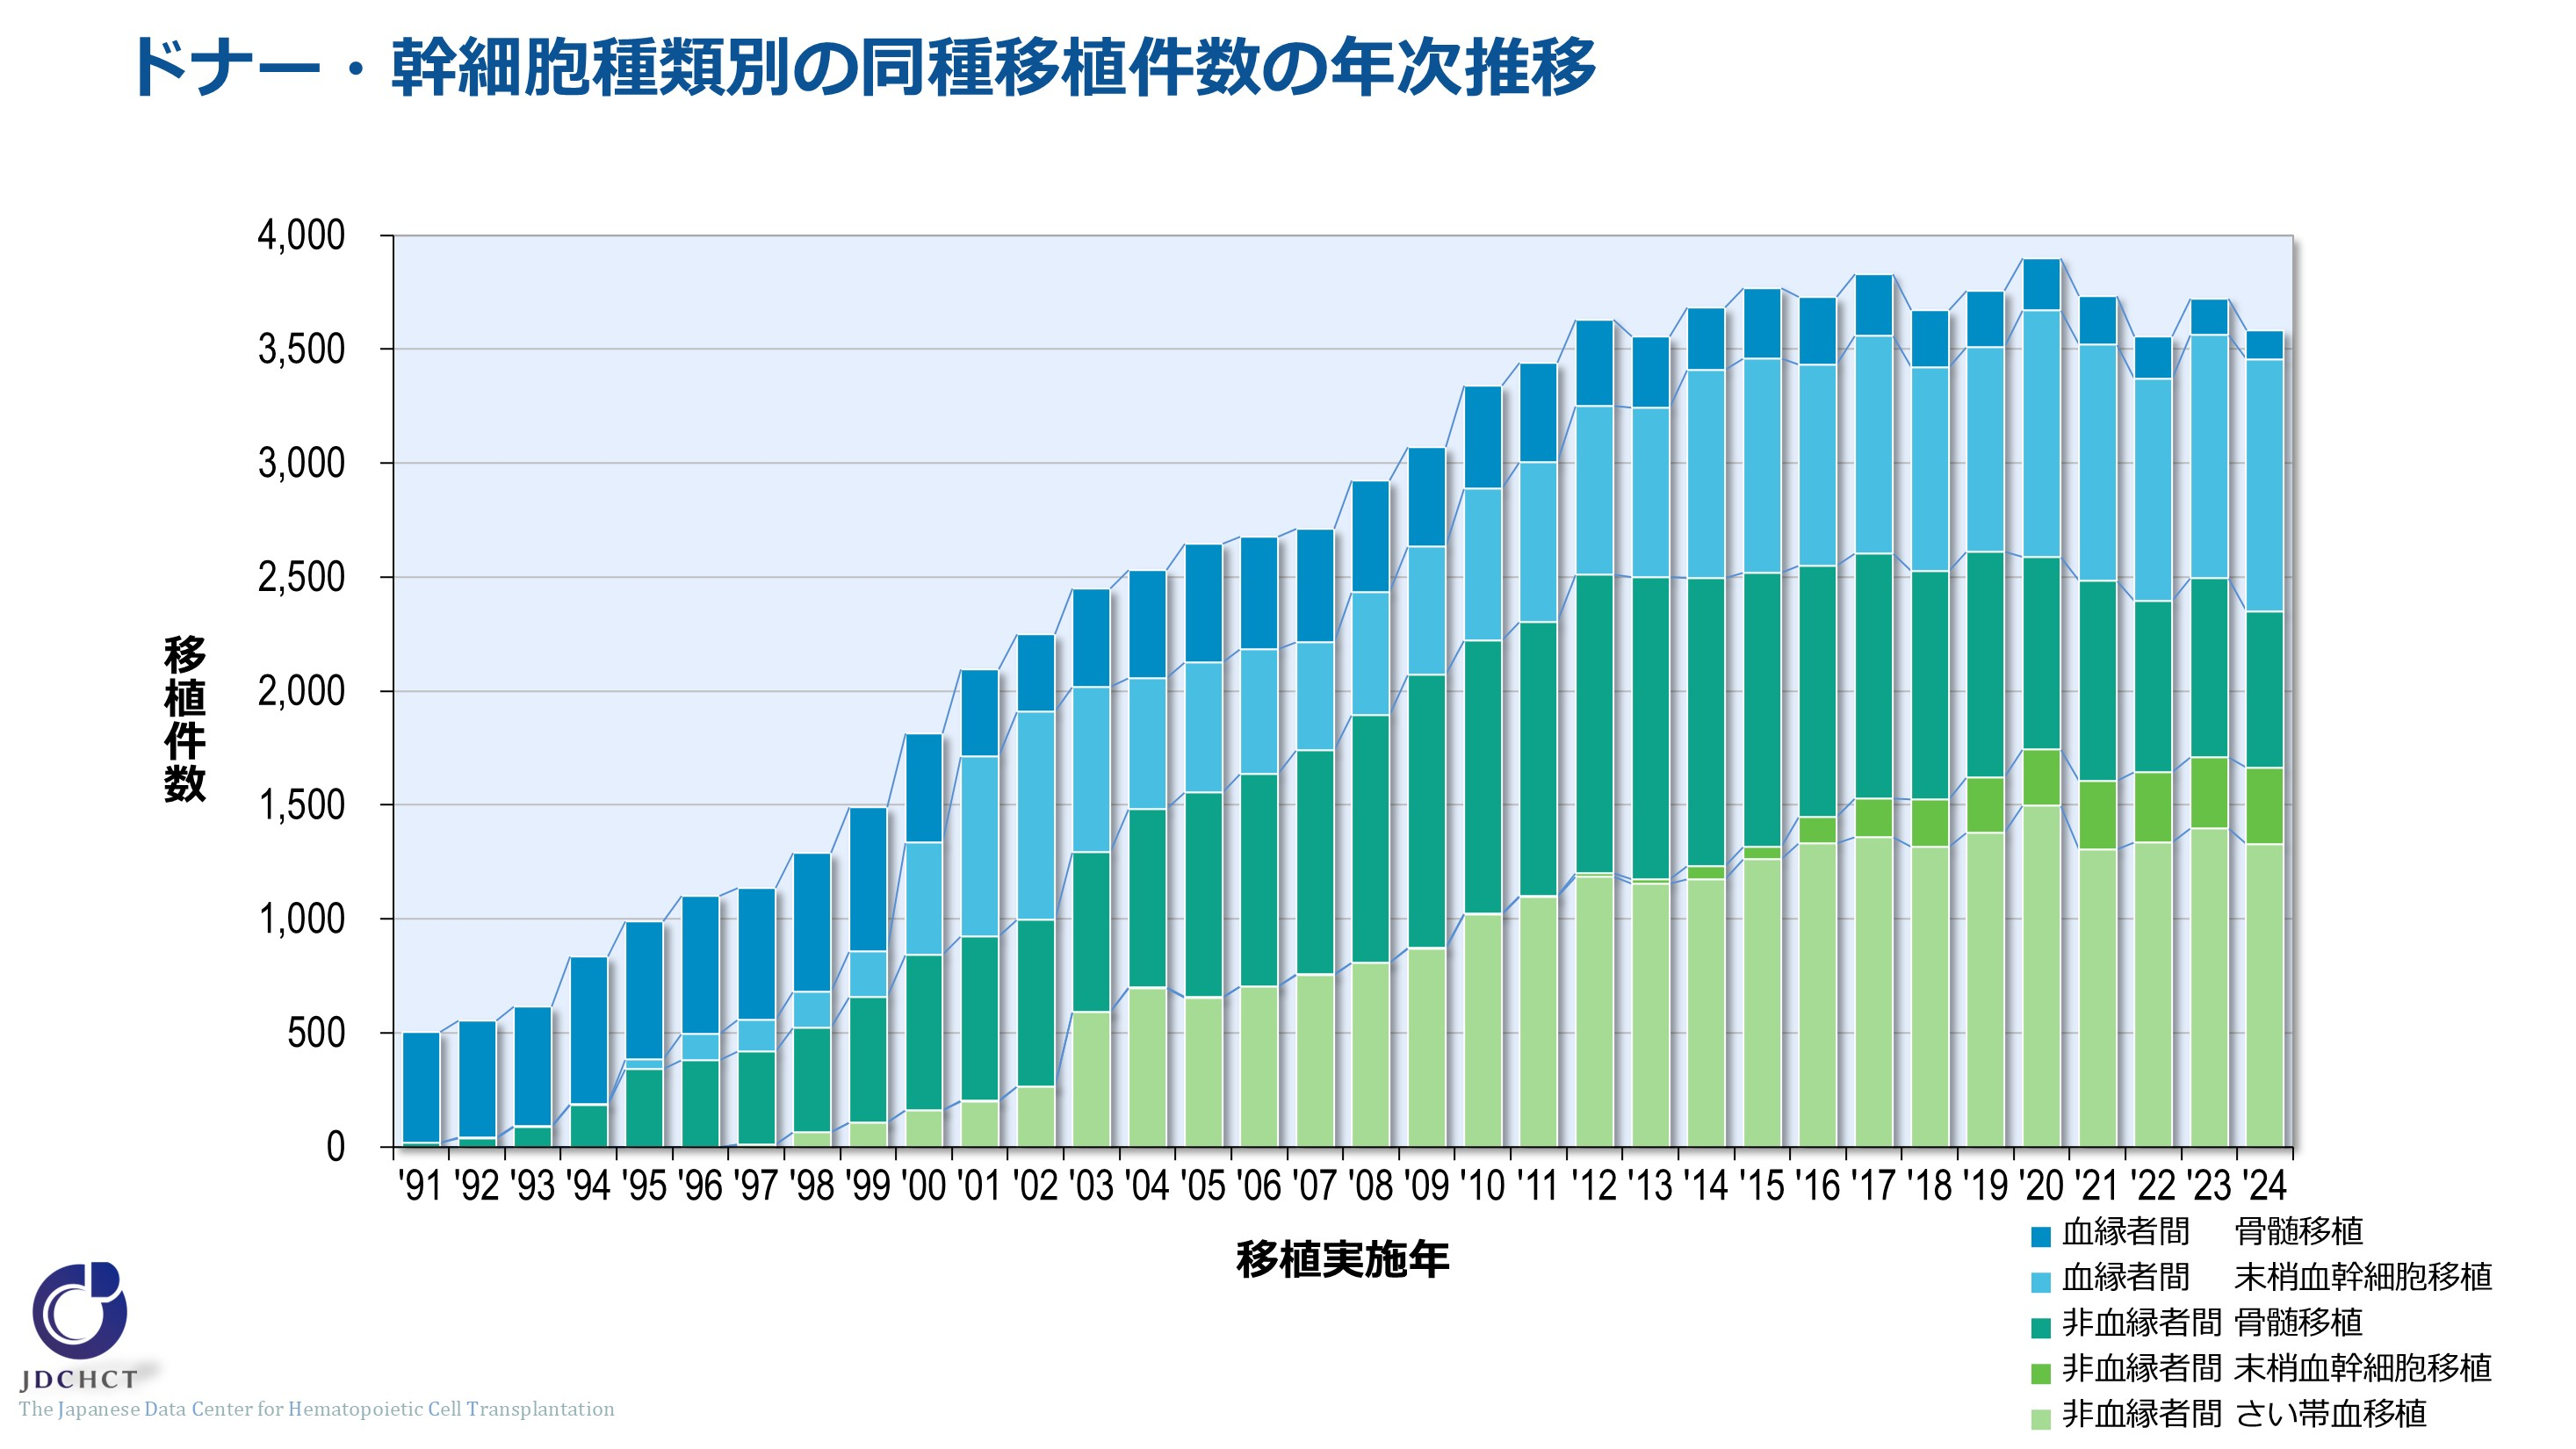 ドナー・幹細胞種類別の同種移植件数の年次推移
4,000
3,500
3,000
2,500
2,000
1,500
1,000
500
0
移植件数
'91 '92 '93 '94 '95 '96 '97 '98 '99 '00 '01 '02 '03 '04 '05 '06 '07 '08 '09 '10 '11 '12 '13 '14 '15 '16 '17 '18 '19 '20 '21 '22 '23 '24
移植実施年
血縁者間 骨髄移植
血縁者間 末梢血幹細胞移植
非血縁者間 骨髄移植
非血縁者間 末梢血幹細胞移植
非血縁者間 さい帯血移植
JDCHCT
The Japanese Data Center for Hematopoietic Cell Transplantation